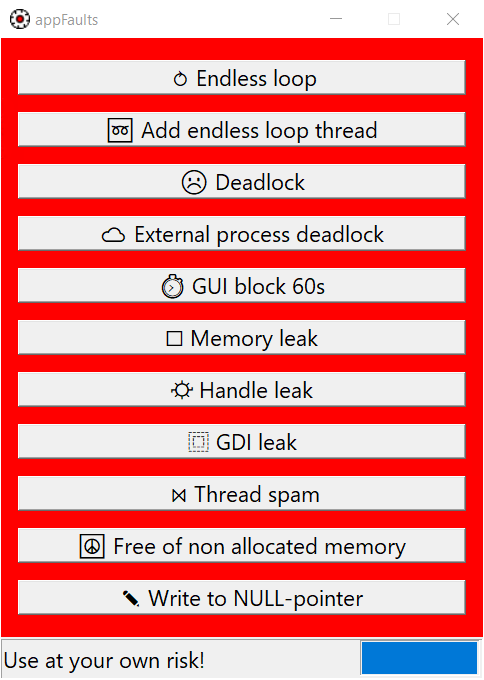 appFaults
Endless loop
Add endless loop thread
Deadlock
External process deadlock
GUI block 60s
Memory leak
Handle leak
GDI leak
Thread spam
Free of non allocated memory
Write to NULL-pointer
Use at your own risk!